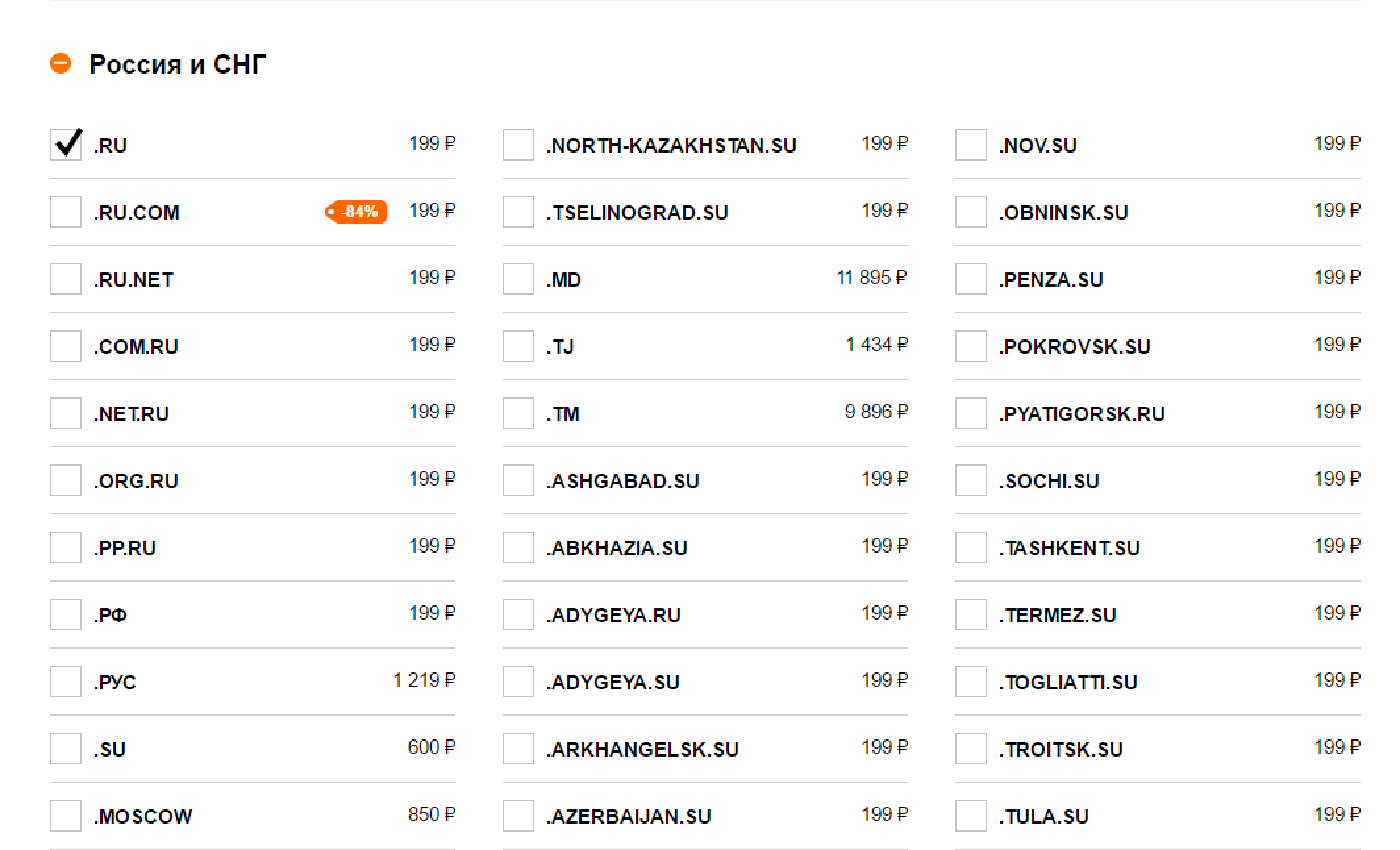 Россия и СНГ
.RU 199 ₽
.RU.COM -84% 199 ₽
.RU.NET 199 ₽
.COM.RU 199 ₽
.NET.RU 199 ₽
.ORG.RU 199 ₽
.PP.RU 199 ₽
.РФ 199 ₽
.РУС 1 219 ₽
.SU 600 ₽
.MOSCOW 850 ₽
.NORTH-KAZAKHSTAN.SU 199 ₽
.TSELINOGRAD.SU 199 ₽
.MD 11 895 ₽
.TJ 1 434 ₽
.TM 9 896 ₽
.ASHGABAD.SU 199 ₽
.ABKHAZIA.SU 199 ₽
.ADYGEYA.RU 199 ₽
.ADYGEYA.SU 199 ₽
.ARKHANGELSK.SU 199 ₽
.AZERBAIJAN.SU 199 ₽
.NOV.SU 199 ₽
.OBNINSK.SU 199 ₽
.PENZA.SU 199 ₽
.POKROVSK.SU 199 ₽
.PYATIGORSK.RU 199 ₽
.SOCHI.SU 199 ₽
.TASHKENT.SU 199 ₽
.TERMEZ.SU 199 ₽
.TOGLIATTI.SU 199 ₽
.TROITSK.SU 199 ₽
.TULA.SU 199 ₽